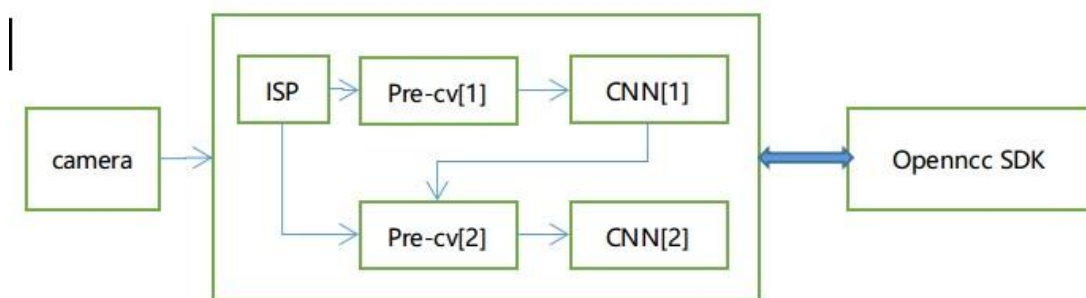 ISP
Pre-cv[1]
CNN[1]
camera
Openncc SDK
Pre-cv[2]
CNN[2]